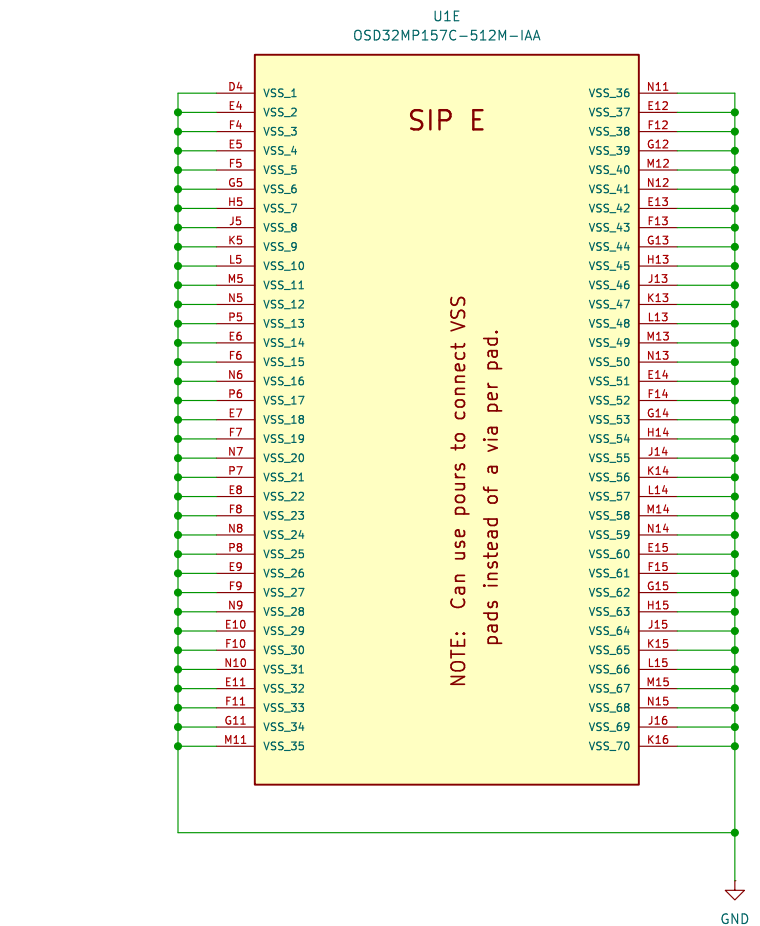 U1E
OSD32MP157C-512M-IAA
SIP E
D4 VSS_1 VSS_36 N11
E4 VSS_2 VSS_37 E12
F4 VSS_3 VSS_38 F12
E5 VSS_4 VSS_39 G12
F5 VSS_5 VSS_40 M12
G5 VSS_6 VSS_41 N12
H5 VSS_7 VSS_42 E13
J5 VSS_8 VSS_43 F13
K5 VSS_9 VSS_44 G13
L5 VSS_10 VSS_45 H13
M5 VSS_11 VSS_46 J13
N5 VSS_12 VSS_47 K13
P5 VSS_13 VSS_48 L13
E6 VSS_14 VSS_49 M13
F6 VSS_15 VSS_50 N13
N6 VSS_16 VSS_51 E14
P6 VSS_17 VSS_52 F14
E7 VSS_18 VSS_53 G14
F7 VSS_19 VSS_54 H14
N7 VSS_20 VSS_55 J14
P7 VSS_21 VSS_56 K14
E8 VSS_22 VSS_57 L14
F8 VSS_23 VSS_58 M14
N8 VSS_24 VSS_59 N14
P8 VSS_25 VSS_60 E15
E9 VSS_26 VSS_61 F15
F9 VSS_27 VSS_62 G15
N9 VSS_28 VSS_63 H15
E10 VSS_29 VSS_64 J15
F10 VSS_30 VSS_65 K15
N10 VSS_31 VSS_66 L15
E11 VSS_32 VSS_67 M15
F11 VSS_33 VSS_68 N15
G11 VSS_34 VSS_69 J16
M11 VSS_35 VSS_70 K16
NOTE: Can use pours to connect VSS
pads instead of a via per pad.
GND